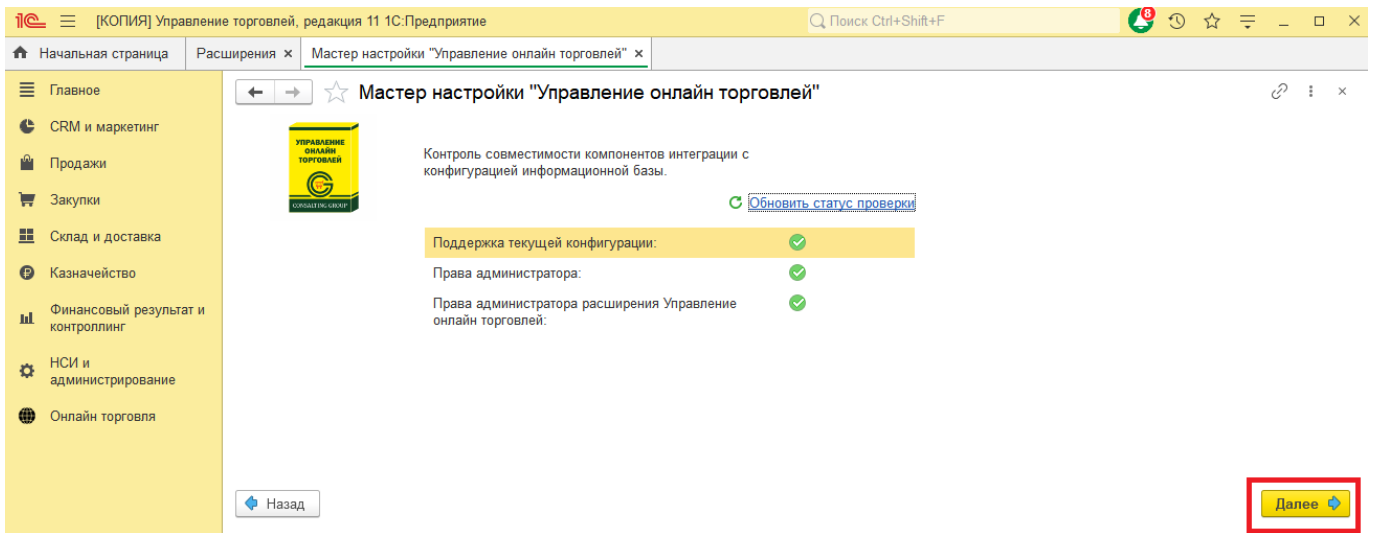 [КОПИЯ] Управление торговлей, редакция 11 1С:Предприятие
Поиск Ctrl+Shift+F
8
Начальная страница
Расширения ×
Мастер настройки "Управление онлайн торговлей" ×
Главное
CRM и маркетинг
Продажи
Закупки
Склад и доставка
Казначейство
Финансовый результат и
контроллинг
НСИ и
администрирование
Онлайн торговля
Мастер настройки "Управление онлайн торговлей"
УПРАВЛЕНИЕ
ОНЛАЙН
ТОРГОВЛЕЙ
CONSALTING GROUP
Контроль совместимости компонентов интеграции с
конфигурацией информационной базы.
Обновить статус проверки
Поддержка текущей конфигурации:
Права администратора:
Права администратора расширения Управление
онлайн торговлей:
Назад
Далее